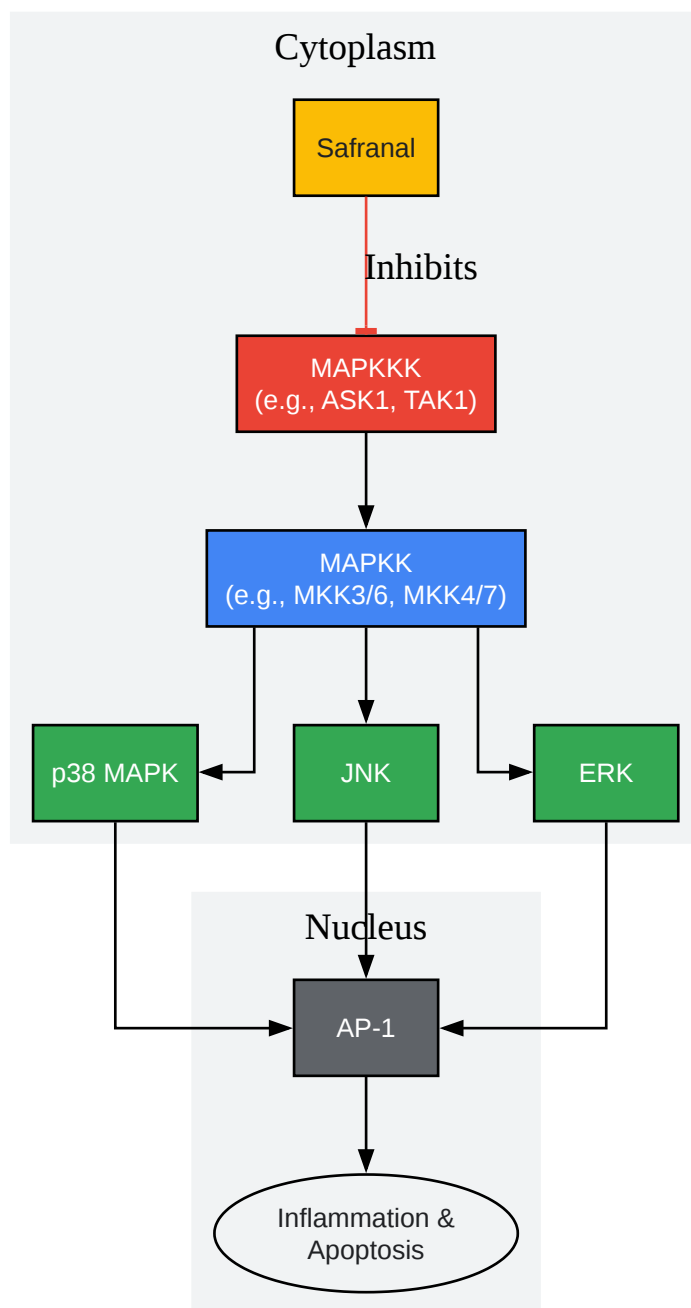 Cytoplasm
Safranal
Inhibits
MAPKKK
(e.g., ASK1, TAK1)
MAPKK
(e.g., MKK3/6, MKK4/7)
p38 MAPK
JNK
ERK
Nucleus
AP-1
Inflammation &
Apoptosis